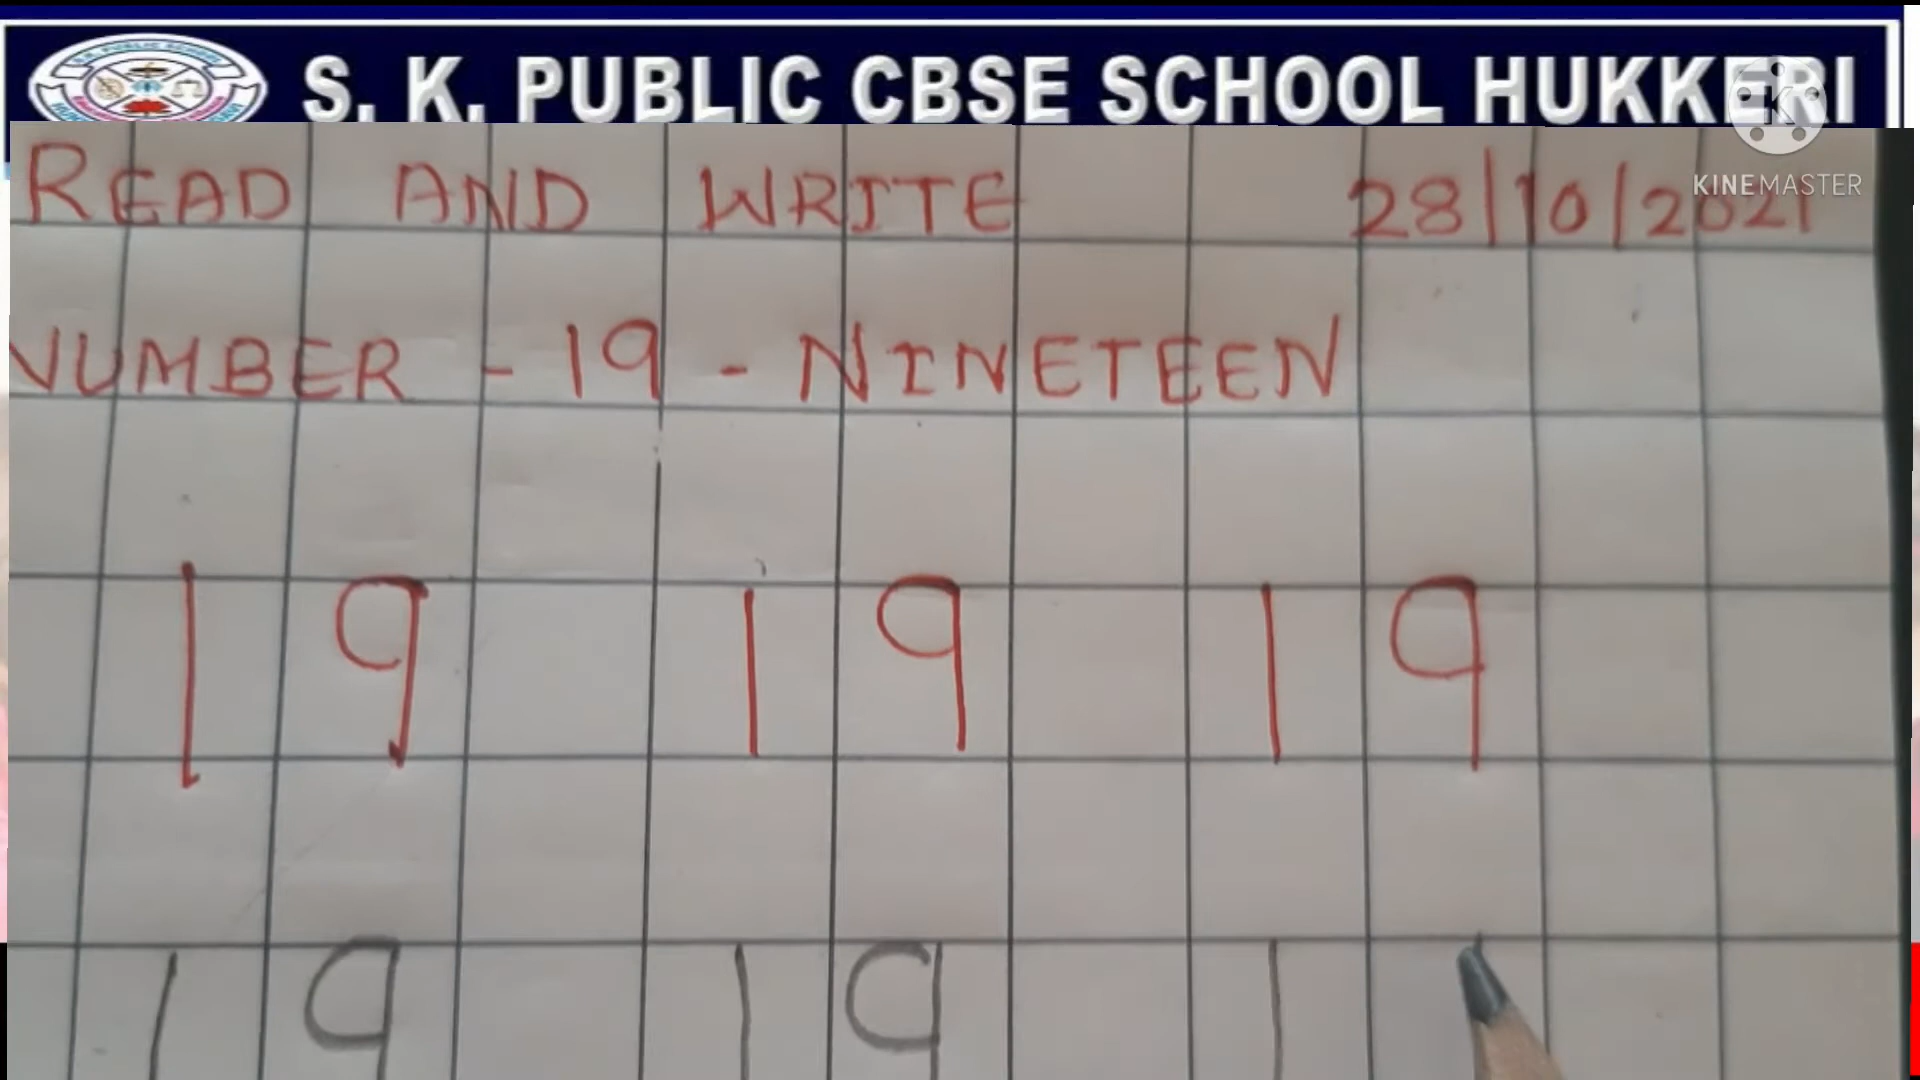 S. K. PUBLIC CBSE SCHOOL HUKKERI
KINEMASTER
READ AND WRITE 28/10/2021
NUMBER - 19 - NINETEEN
19 19 19
19 19 1